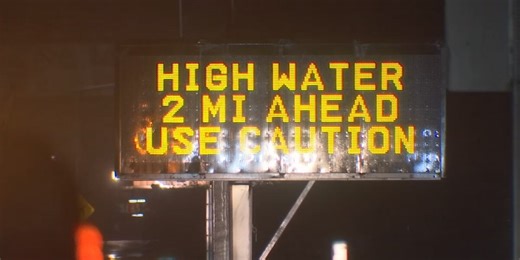 HIGH WATER
2 MI AHEAD
USE CAUTION